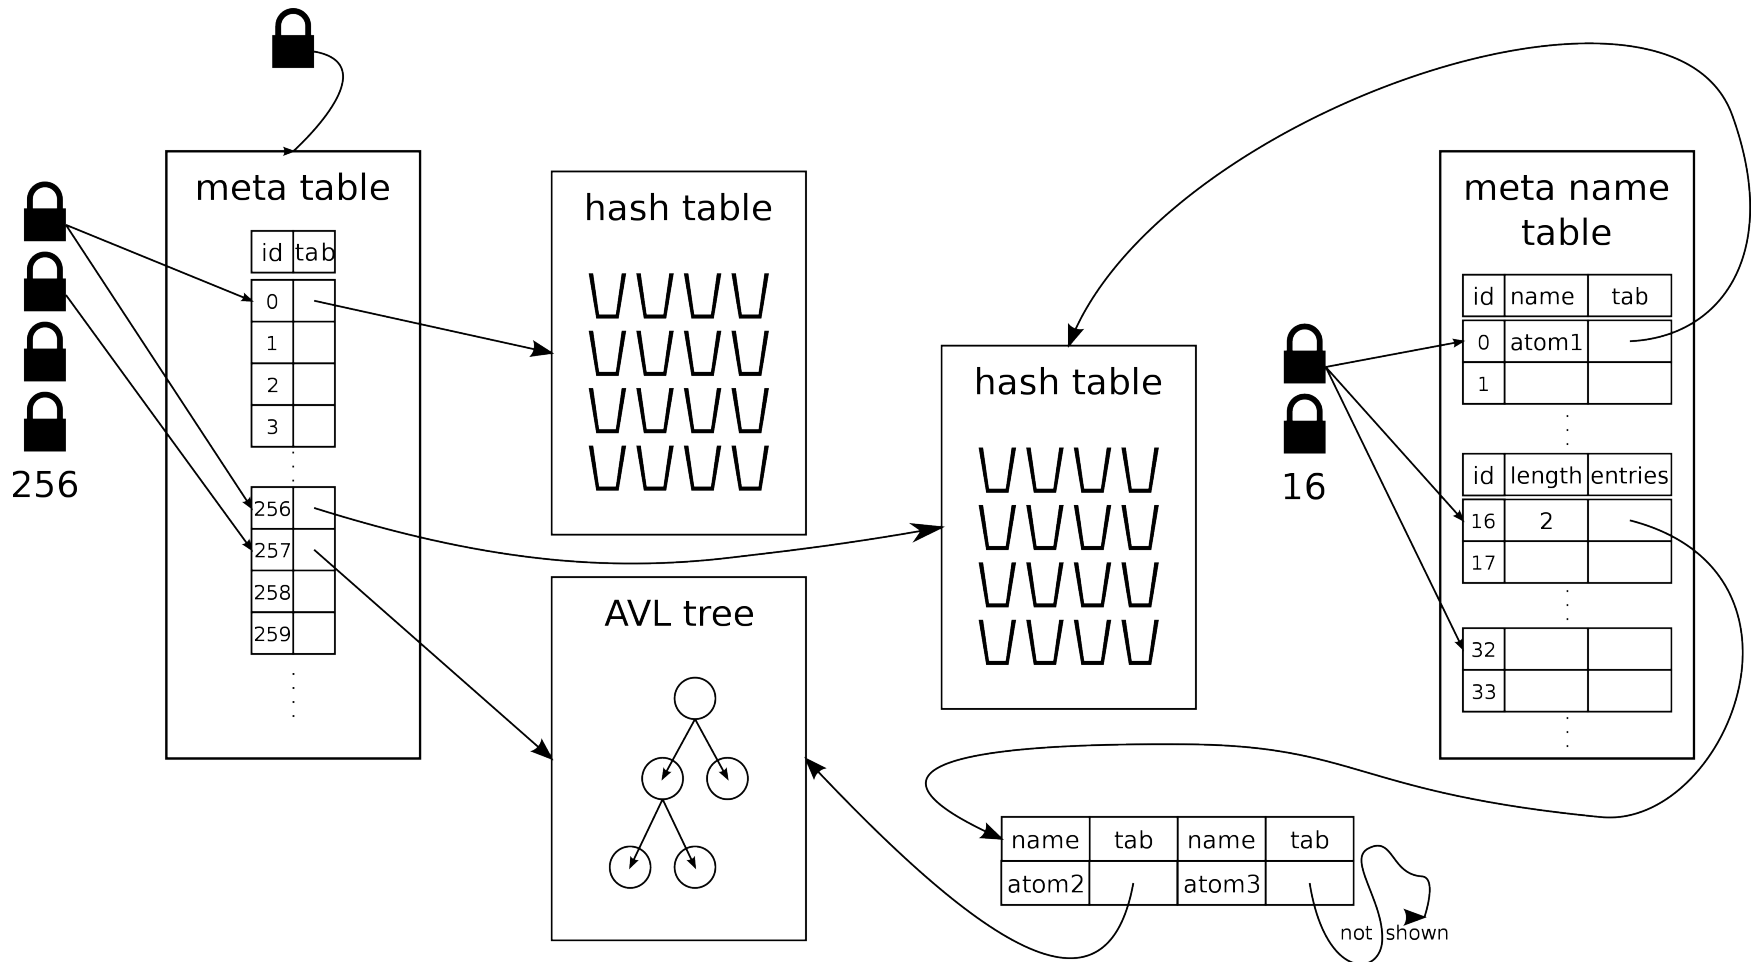 256
meta table
id tab
0
1
2
3
256
257
258
259
hash table
AVL tree
hash table
16
meta name
table
id name tab
0 atom1
1
id length entries
16 2
17
32
33
name tab name tab
atom2 atom3
not shown